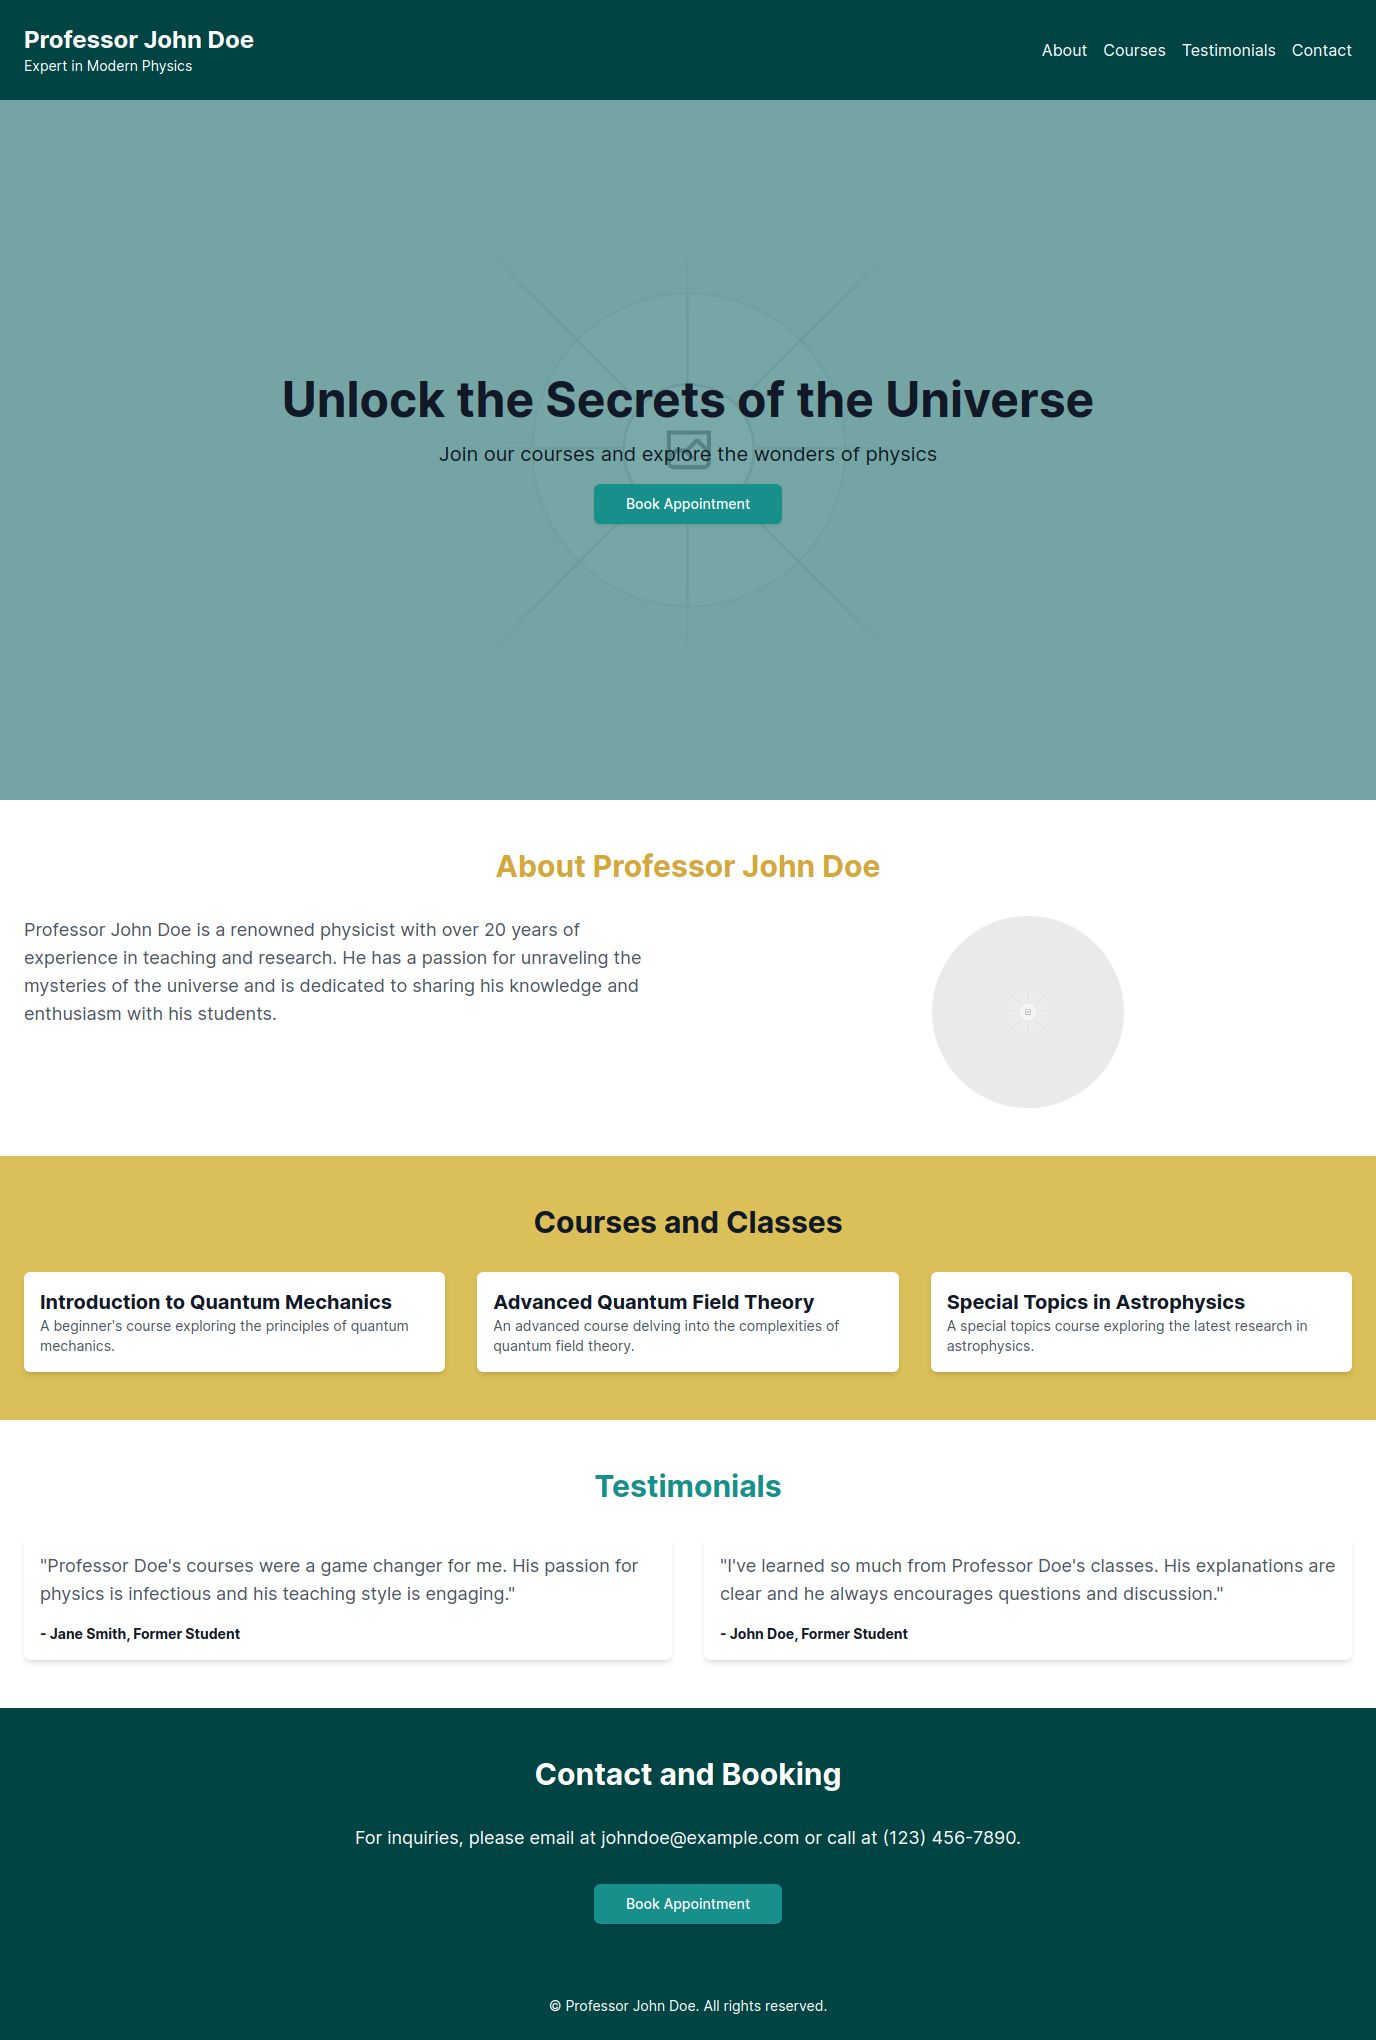 Professor John Doe
Expert in Modern Physics
About Courses Testimonials Contact
Unlock the Secrets of the Universe
Join our courses and explore the wonders of physics
Book Appointment
About Professor John Doe
Professor John Doe is a renowned physicist with over 20 years of
experience in teaching and research. He has a passion for unraveling the
mysteries of the universe and is dedicated to sharing his knowledge and
enthusiasm with his students.
Courses and Classes
Introduction to Quantum Mechanics
A beginner's course exploring the principles of quantum
mechanics.
Advanced Quantum Field Theory
An advanced course delving into the complexities of
quantum field theory.
Special Topics in Astrophysics
A special topics course exploring the latest research in
astrophysics.
Testimonials
"Professor Doe's courses were a game changer for me. His passion for
physics is infectious and his teaching style is engaging."
- Jane Smith, Former Student
"I've learned so much from Professor Doe's classes. His explanations are
clear and he always encourages questions and discussion."
- John Doe, Former Student
Contact and Booking
For inquiries, please email at johndoe@example.com or call at (123) 456-7890.
Book Appointment
© Professor John Doe. All rights reserved.